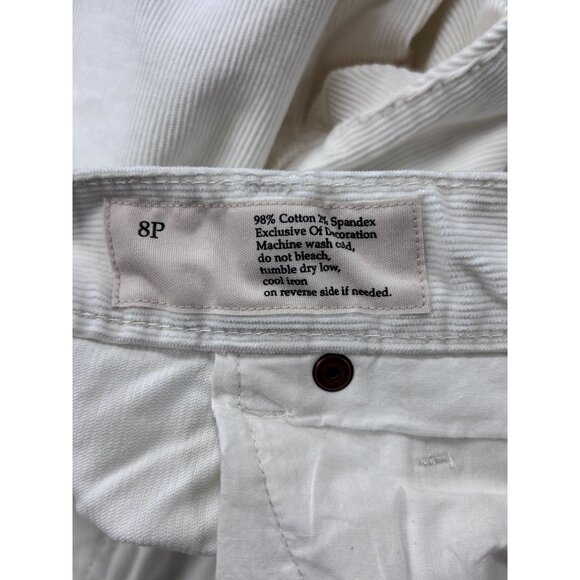 8P
98% Cotton 2% Spandex
Exclusive Of Decoration
Machine wash cold,
do not bleach,
tumble dry low,
cool iron
on reverse side if needed.